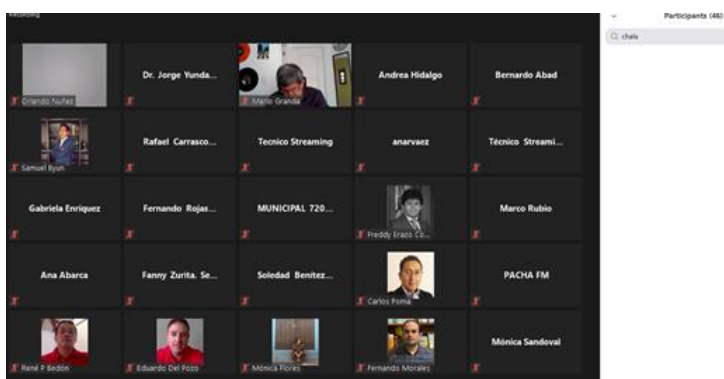 Recording
Participants (46)
chala
Orlando Nuñez
Dr. Jorge Yunda...
Mario Granda
Andrea Hidalgo
Bernardo Abad
Samuel Byun
Rafael Carrasco...
Tecnico Streaming
anarvaez
Técnico Streami...
Gabriela Enriquez
Fernando Rojas...
MUNICIPAL 720...
Freddy Erazo Co...
Marco Rubio
Ana Abarca
Fanny Zurita. Se...
Soledad Benítez...
Carlos Poma
PACHA FM
René P Bedón
Eduardo Del Pozo
Mónica Flores
Fernando Morales
Mónica Sandoval